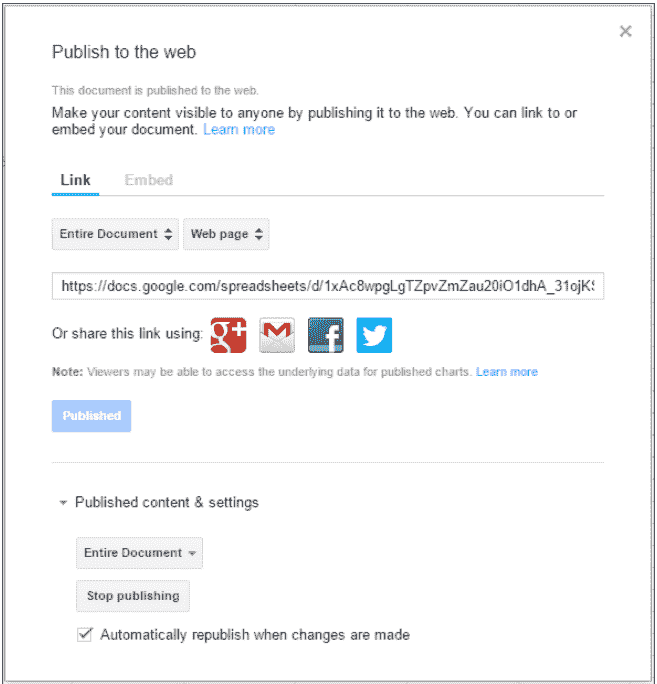 Publish to the web
This document is published to the web.
Make your content visible to anyone by publishing it to the web. You can link to or
embed your document. Learn more
Link Embed
Entire Document Web page
https://docs.google.com/spreadsheets/d/1xAc8wpgLgTZpvZmZau20iO1dhA_31ojK
Or share this link using: g+ f
Note: Viewers may be able to access the underlying data for published charts. Learn more
Published
Published content & settings
Entire Document
Stop publishing
Automatically republish when changes are made